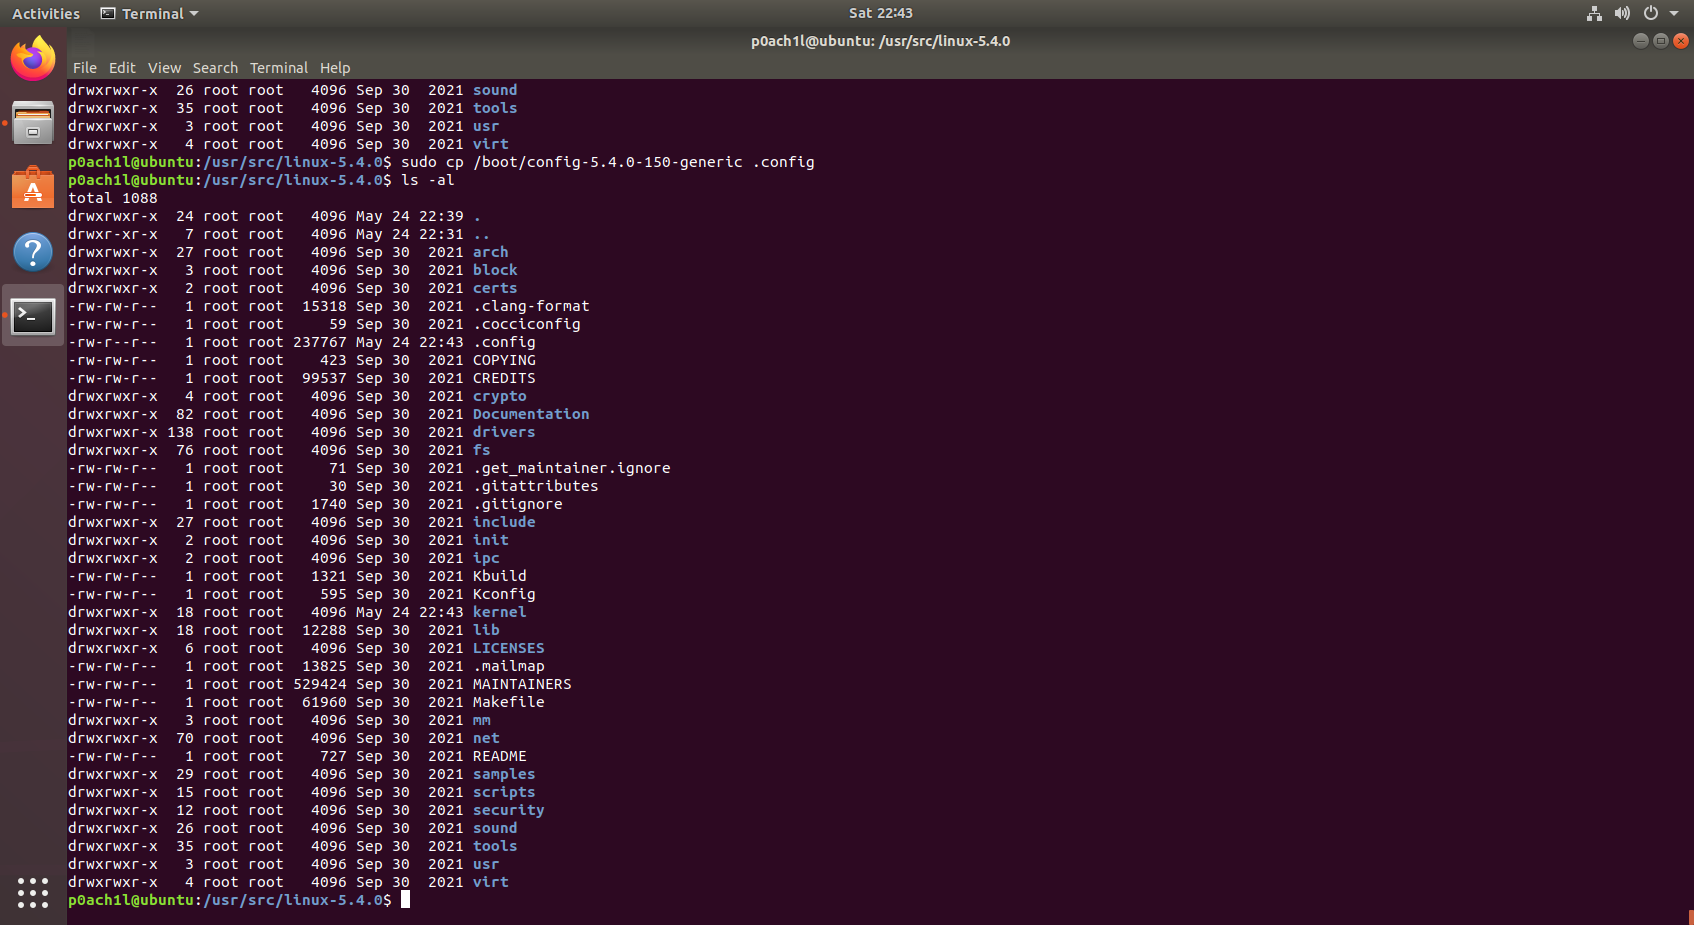 Activities Terminal Sat 22:43
p0ach1l@ubuntu: /usr/src/linux-5.4.0
File Edit View Search Terminal Help
drwxrwxr-x  26 root root   4096 Sep 30  2021 sound
drwxrwxr-x  35 root root   4096 Sep 30  2021 tools
drwxrwxr-x   3 root root   4096 Sep 30  2021 usr
drwxrwxr-x   4 root root   4096 Sep 30  2021 virt
p0ach1l@ubuntu:/usr/src/linux-5.4.0$ sudo cp /boot/config-5.4.0-150-generic .config
p0ach1l@ubuntu:/usr/src/linux-5.4.0$ ls -al
total 1088
drwxrwxr-x  24 root root   4096 May 24 22:39 .
drwxr-xr-x   7 root root   4096 May 24 22:31 ..
drwxrwxr-x  27 root root   4096 Sep 30  2021 arch
drwxrwxr-x   3 root root   4096 Sep 30  2021 block
drwxrwxr-x   2 root root   4096 Sep 30  2021 certs
-rw-rw-r--   1 root root  15318 Sep 30  2021 .clang-format
-rw-rw-r--   1 root root     59 Sep 30  2021 .cocciconfig
-rw-r--r--   1 root root 237767 May 24 22:43 .config
-rw-rw-r--   1 root root    423 Sep 30  2021 COPYING
-rw-rw-r--   1 root root  99537 Sep 30  2021 CREDITS
drwxrwxr-x   4 root root   4096 Sep 30  2021 crypto
drwxrwxr-x  82 root root   4096 Sep 30  2021 Documentation
drwxrwxr-x 138 root root   4096 Sep 30  2021 drivers
drwxrwxr-x  76 root root   4096 Sep 30  2021 fs
-rw-rw-r--   1 root root     71 Sep 30  2021 .get_maintainer.ignore
-rw-rw-r--   1 root root     30 Sep 30  2021 .gitattributes
-rw-rw-r--   1 root root   1740 Sep 30  2021 .gitignore
drwxrwxr-x  27 root root   4096 Sep 30  2021 include
drwxrwxr-x   2 root root   4096 Sep 30  2021 init
drwxrwxr-x   2 root root   4096 Sep 30  2021 ipc
-rw-rw-r--   1 root root   1321 Sep 30  2021 Kbuild
-rw-rw-r--   1 root root    595 Sep 30  2021 Kconfig
drwxrwxr-x  18 root root   4096 May 24 22:43 kernel
drwxrwxr-x  18 root root  12288 Sep 30  2021 lib
drwxrwxr-x   6 root root   4096 Sep 30  2021 LICENSES
-rw-rw-r--   1 root root  13825 Sep 30  2021 .mailmap
-rw-rw-r--   1 root root 529424 Sep 30  2021 MAINTAINERS
-rw-rw-r--   1 root root  61960 Sep 30  2021 Makefile
drwxrwxr-x   3 root root   4096 Sep 30  2021 mm
drwxrwxr-x  70 root root   4096 Sep 30  2021 net
-rw-rw-r--   1 root root    727 Sep 30  2021 README
drwxrwxr-x  29 root root   4096 Sep 30  2021 samples
drwxrwxr-x  15 root root   4096 Sep 30  2021 scripts
drwxrwxr-x  12 root root   4096 Sep 30  2021 security
drwxrwxr-x  26 root root   4096 Sep 30  2021 sound
drwxrwxr-x  35 root root   4096 Sep 30  2021 tools
drwxrwxr-x   3 root root   4096 Sep 30  2021 usr
drwxrwxr-x   4 root root   4096 Sep 30  2021 virt
p0ach1l@ubuntu:/usr/src/linux-5.4.0$